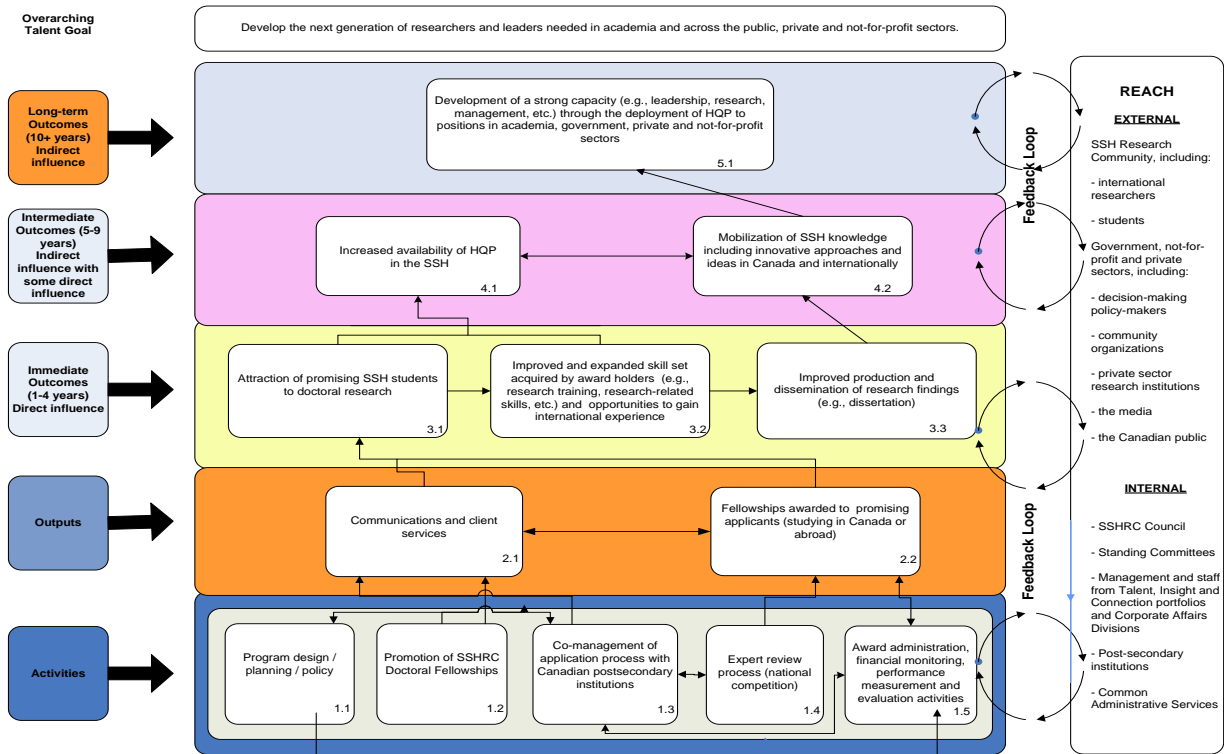 Overarching
Talent Goal
Develop the next generation of researchers and leaders needed in academia and across the public, private and not-for-profit sectors.
Long-term
Outcomes
(10+ years)
Indirect
influence
Development of a strong capacity (e.g., leadership, research,
management, etc.) through the deployment of HQP to
positions in academia, government, private and not-for-profit
sectors
5.1
Intermediate
Outcomes (5-9
years)
Indirect
influence with
some direct
influence
Increased availability of HQP
in the SSH
4.1
Mobilization of SSH knowledge
including innovative approaches and
ideas in Canada and internationally
4.2
Immediate
Outcomes
(1-4 years)
Direct influence
Attraction of promising SSH students
to doctoral research
3.1
Improved and expanded skill set
acquired by award holders (e.g.,
research training, research-related
skills, etc.) and opportunities to gain
international experience
3.2
Improved production and
dissemination of research findings
(e.g., dissertation)
3.3
Outputs
Communications and client
services
2.1
Fellowships awarded to promising
applicants (studying in Canada or
abroad)
2.2
Activities
Program design /
planning / policy
1.1
Promotion of SSHRC
Doctoral Fellowships
1.2
Co-management of
application process with
Canadian postsecondary
institutions
1.3
Expert review
process (national
competition)
1.4
Award administration,
financial monitoring,
performance
measurement and
evaluation activities
1.5
Feedback Loop
Feedback Loop
REACH
EXTERNAL
SSH Research
Community, including:
- international
researchers
- students
Government, not-for-
profit and private
sectors, including:
- decision-making
policy-makers
- community
organizations
- private sector
research institutions
- the media
- the Canadian public
INTERNAL
- SSHRC Council
- Standing Committees
- Management and staff
from Talent, Insight and
Connection portfolios
and Corporate Affairs
Divisions
- Post-secondary
institutions
- Common
Administrative Services